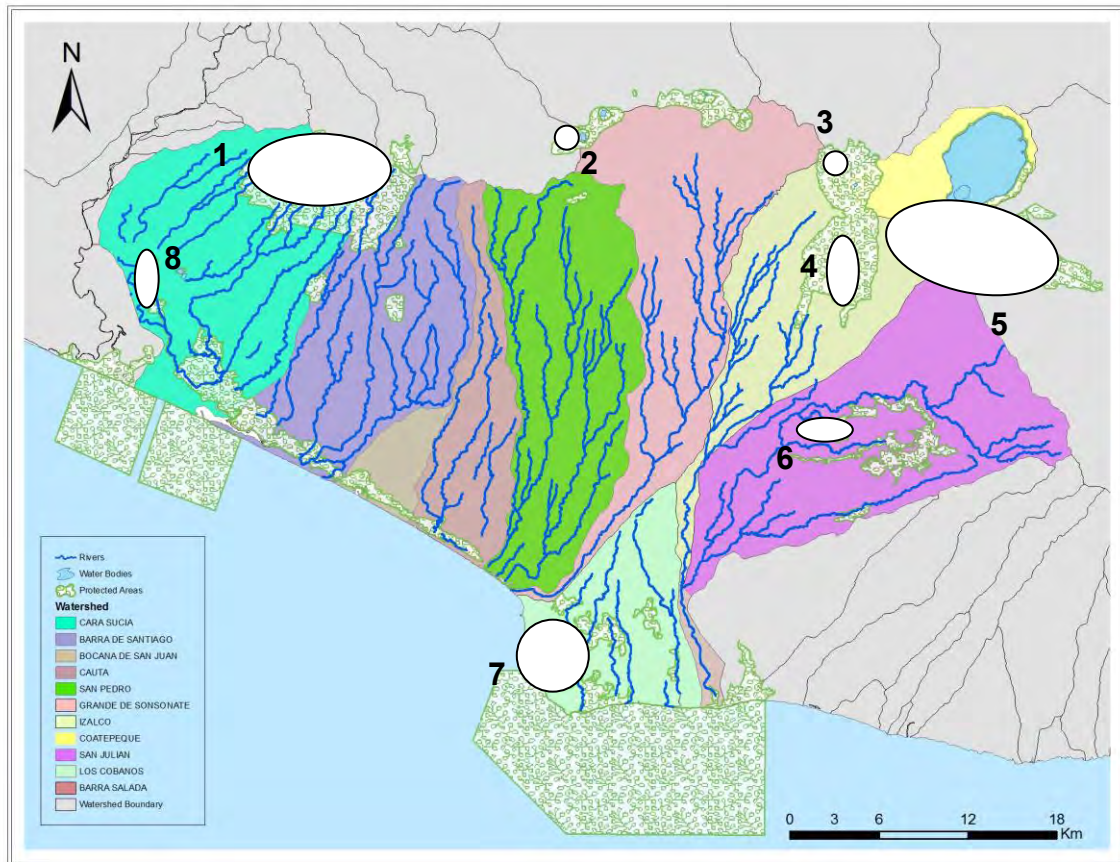 N
1
2
3
4
5
6
7
8
Rivers
Water Bodies
Protected Areas
Watershed
CARA SUCIA
BARRA DE SANTIAGO
BOCANA DE SAN JUAN
CAUTA
SAN PEDRO
GRANDE DE SONSONATE
IZALCO
COATEPEQUE
SAN JULIAN
LOS COBANOS
BARRA SALADA
Watershed Boundary
0 3 6 12 18
Km